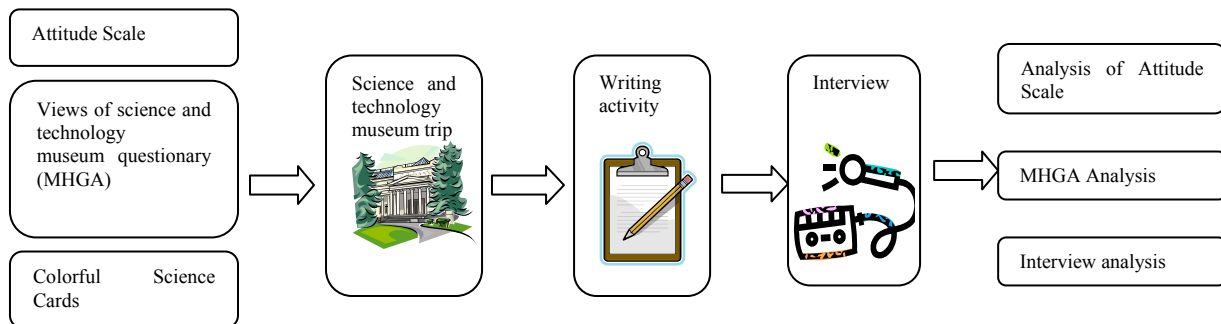 Attitude Scale
Views of science and
technology
museum questionary
(MHGA)
Colorful Science
Cards
Science and
technology
museum trip
Writing
activity
Interview
Analysis of Attitude
Scale
MHGA Analysis
Interview analysis